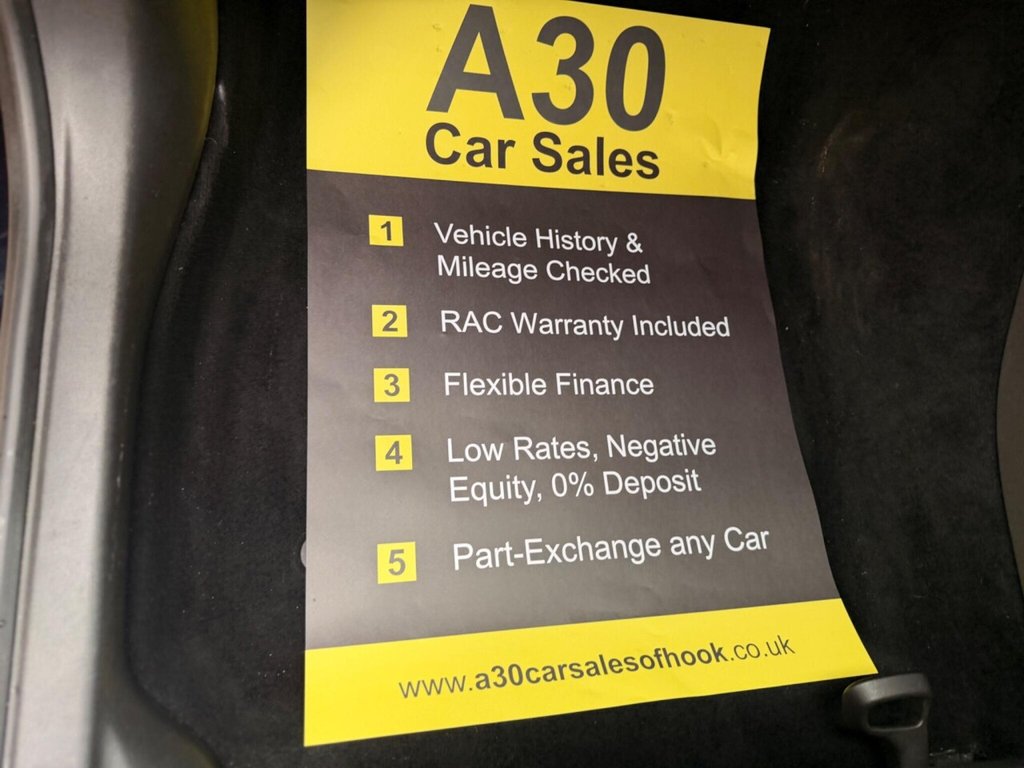 A30
Car Sales
1 Vehicle History &
Mileage Checked
2 RAC Warranty Included
3 Flexible Finance
4 Low Rates, Negative
Equity, 0% Deposit
5 Part-Exchange any Car
www.a30carsalesofhook.co.uk